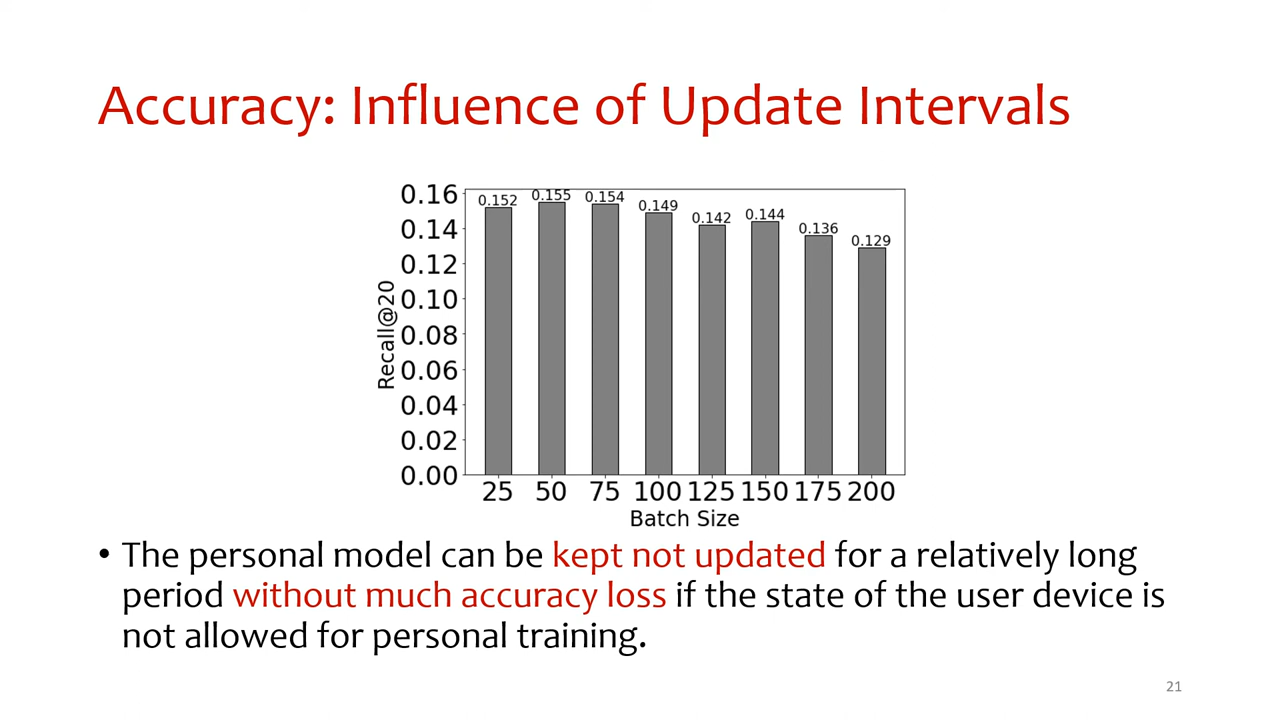 Accuracy: Influence of Update Intervals
0.16
0.14
0.12
0.10
0.08
0.06
0.04
0.02
0.00
Recall@20
0.152
0.155
0.154
0.149
0.142
0.144
0.136
0.129
25 50 75 100 125 150 175 200
Batch Size
• The personal model can be kept not updated for a relatively long
period without much accuracy loss if the state of the user device is
not allowed for personal training.
21